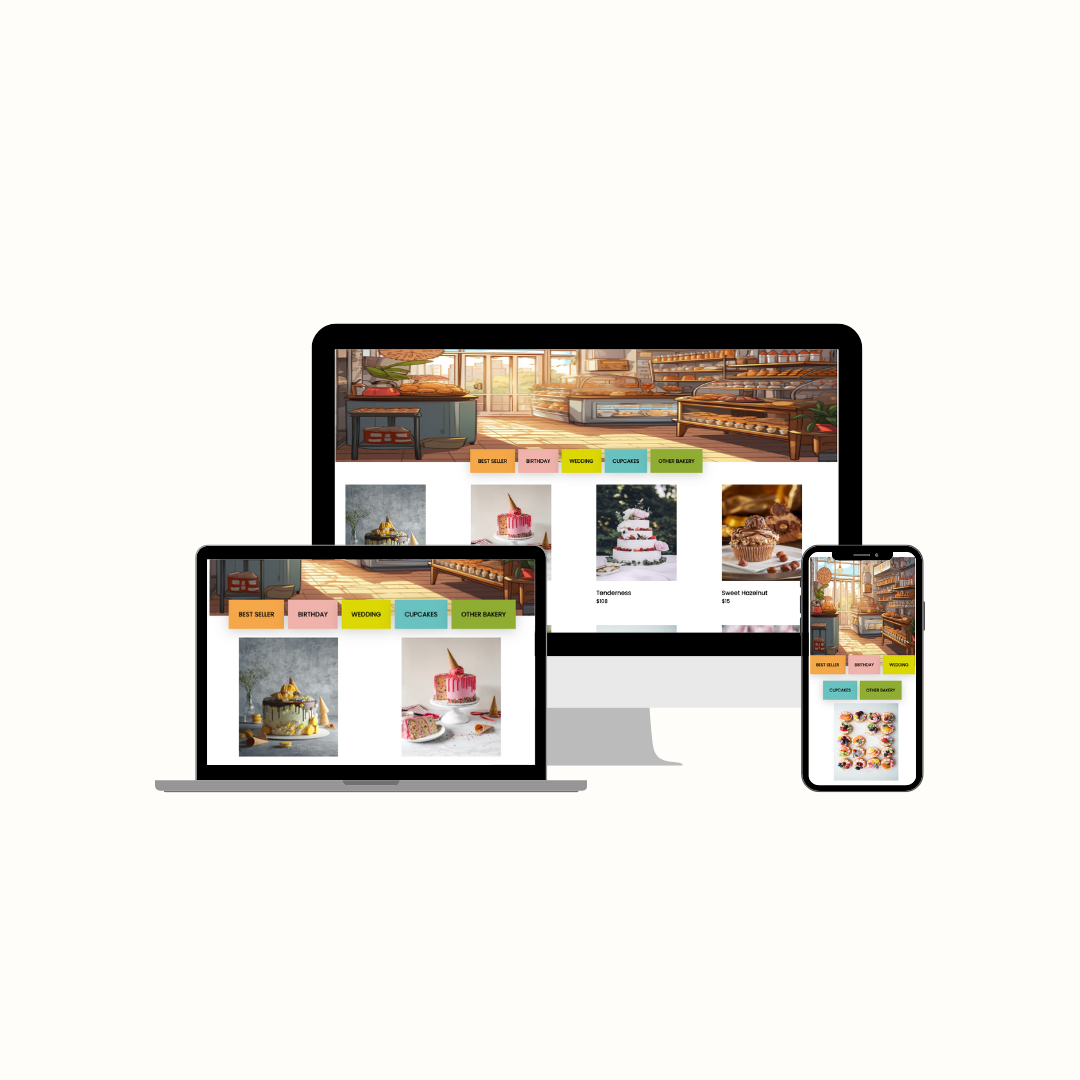 BEST SELLER BIRTHDAY WEDDING CUPCAKES OTHER BAKERY
Tenderness Sweet Hazelnut
$108 $15
BEST SELLER BIRTHDAY WEDDING CUPCAKES OTHER BAKERY
BEST SELLER BIRTHDAY WEDDING
CUPCAKES OTHER BAKERY